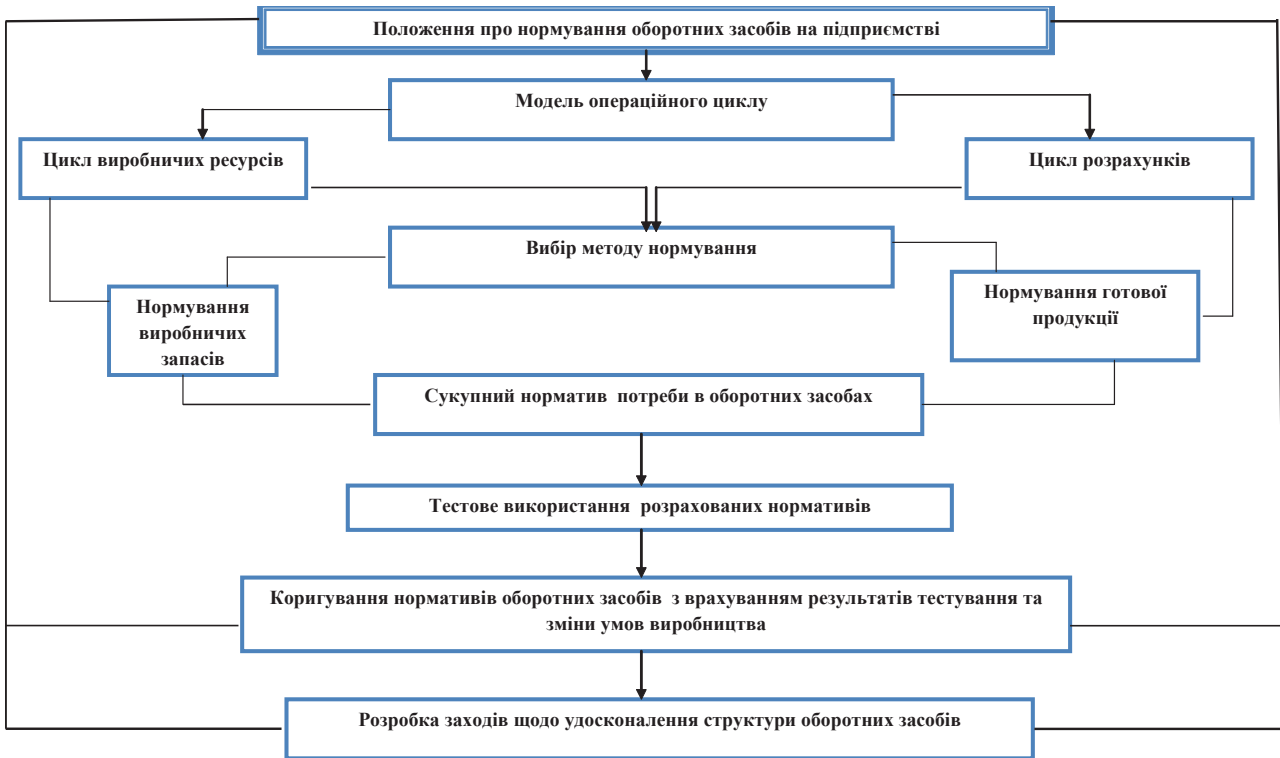 Положення про нормування оборотних засобів на підприємстві
Модель операційного циклу
Цикл виробничих ресурсів
Цикл розрахунків
Вибір методу нормування
Нормування
виробничих
запасів
Нормування готової
продукції
Сукупний норматив потреби в оборотних засобах
Тестове використання розрахованих нормативів
Коригування нормативів оборотних засобів з врахуванням результатів тестування та
зміни умов виробництва
Розробка заходів щодо удосконалення структури оборотних засобів